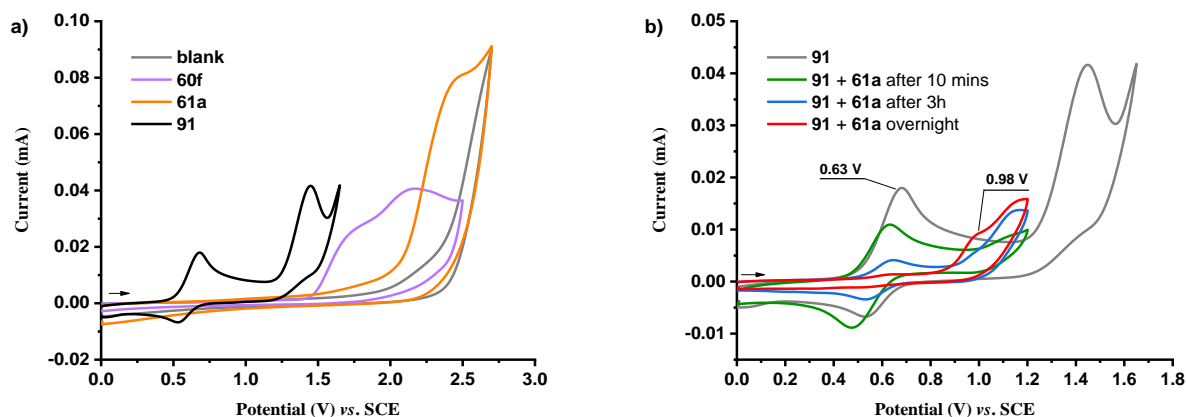 a)
blank
60f
61a
91
0.10
0.08
0.06
0.04
0.02
0.00
-0.02
Current (mA)
0.0 0.5 1.0 1.5 2.0 2.5 3.0
Potential (V) vs. SCE
b)
91
91 + 61a after 10 mins
91 + 61a after 3h
91 + 61a overnight
0.63 V
0.98 V
0.05
0.04
0.03
0.02
0.01
0.00
-0.01
Current (mA)
0.0 0.2 0.4 0.6 0.8 1.0 1.2 1.4 1.6 1.8
Potential (V) vs. SCE